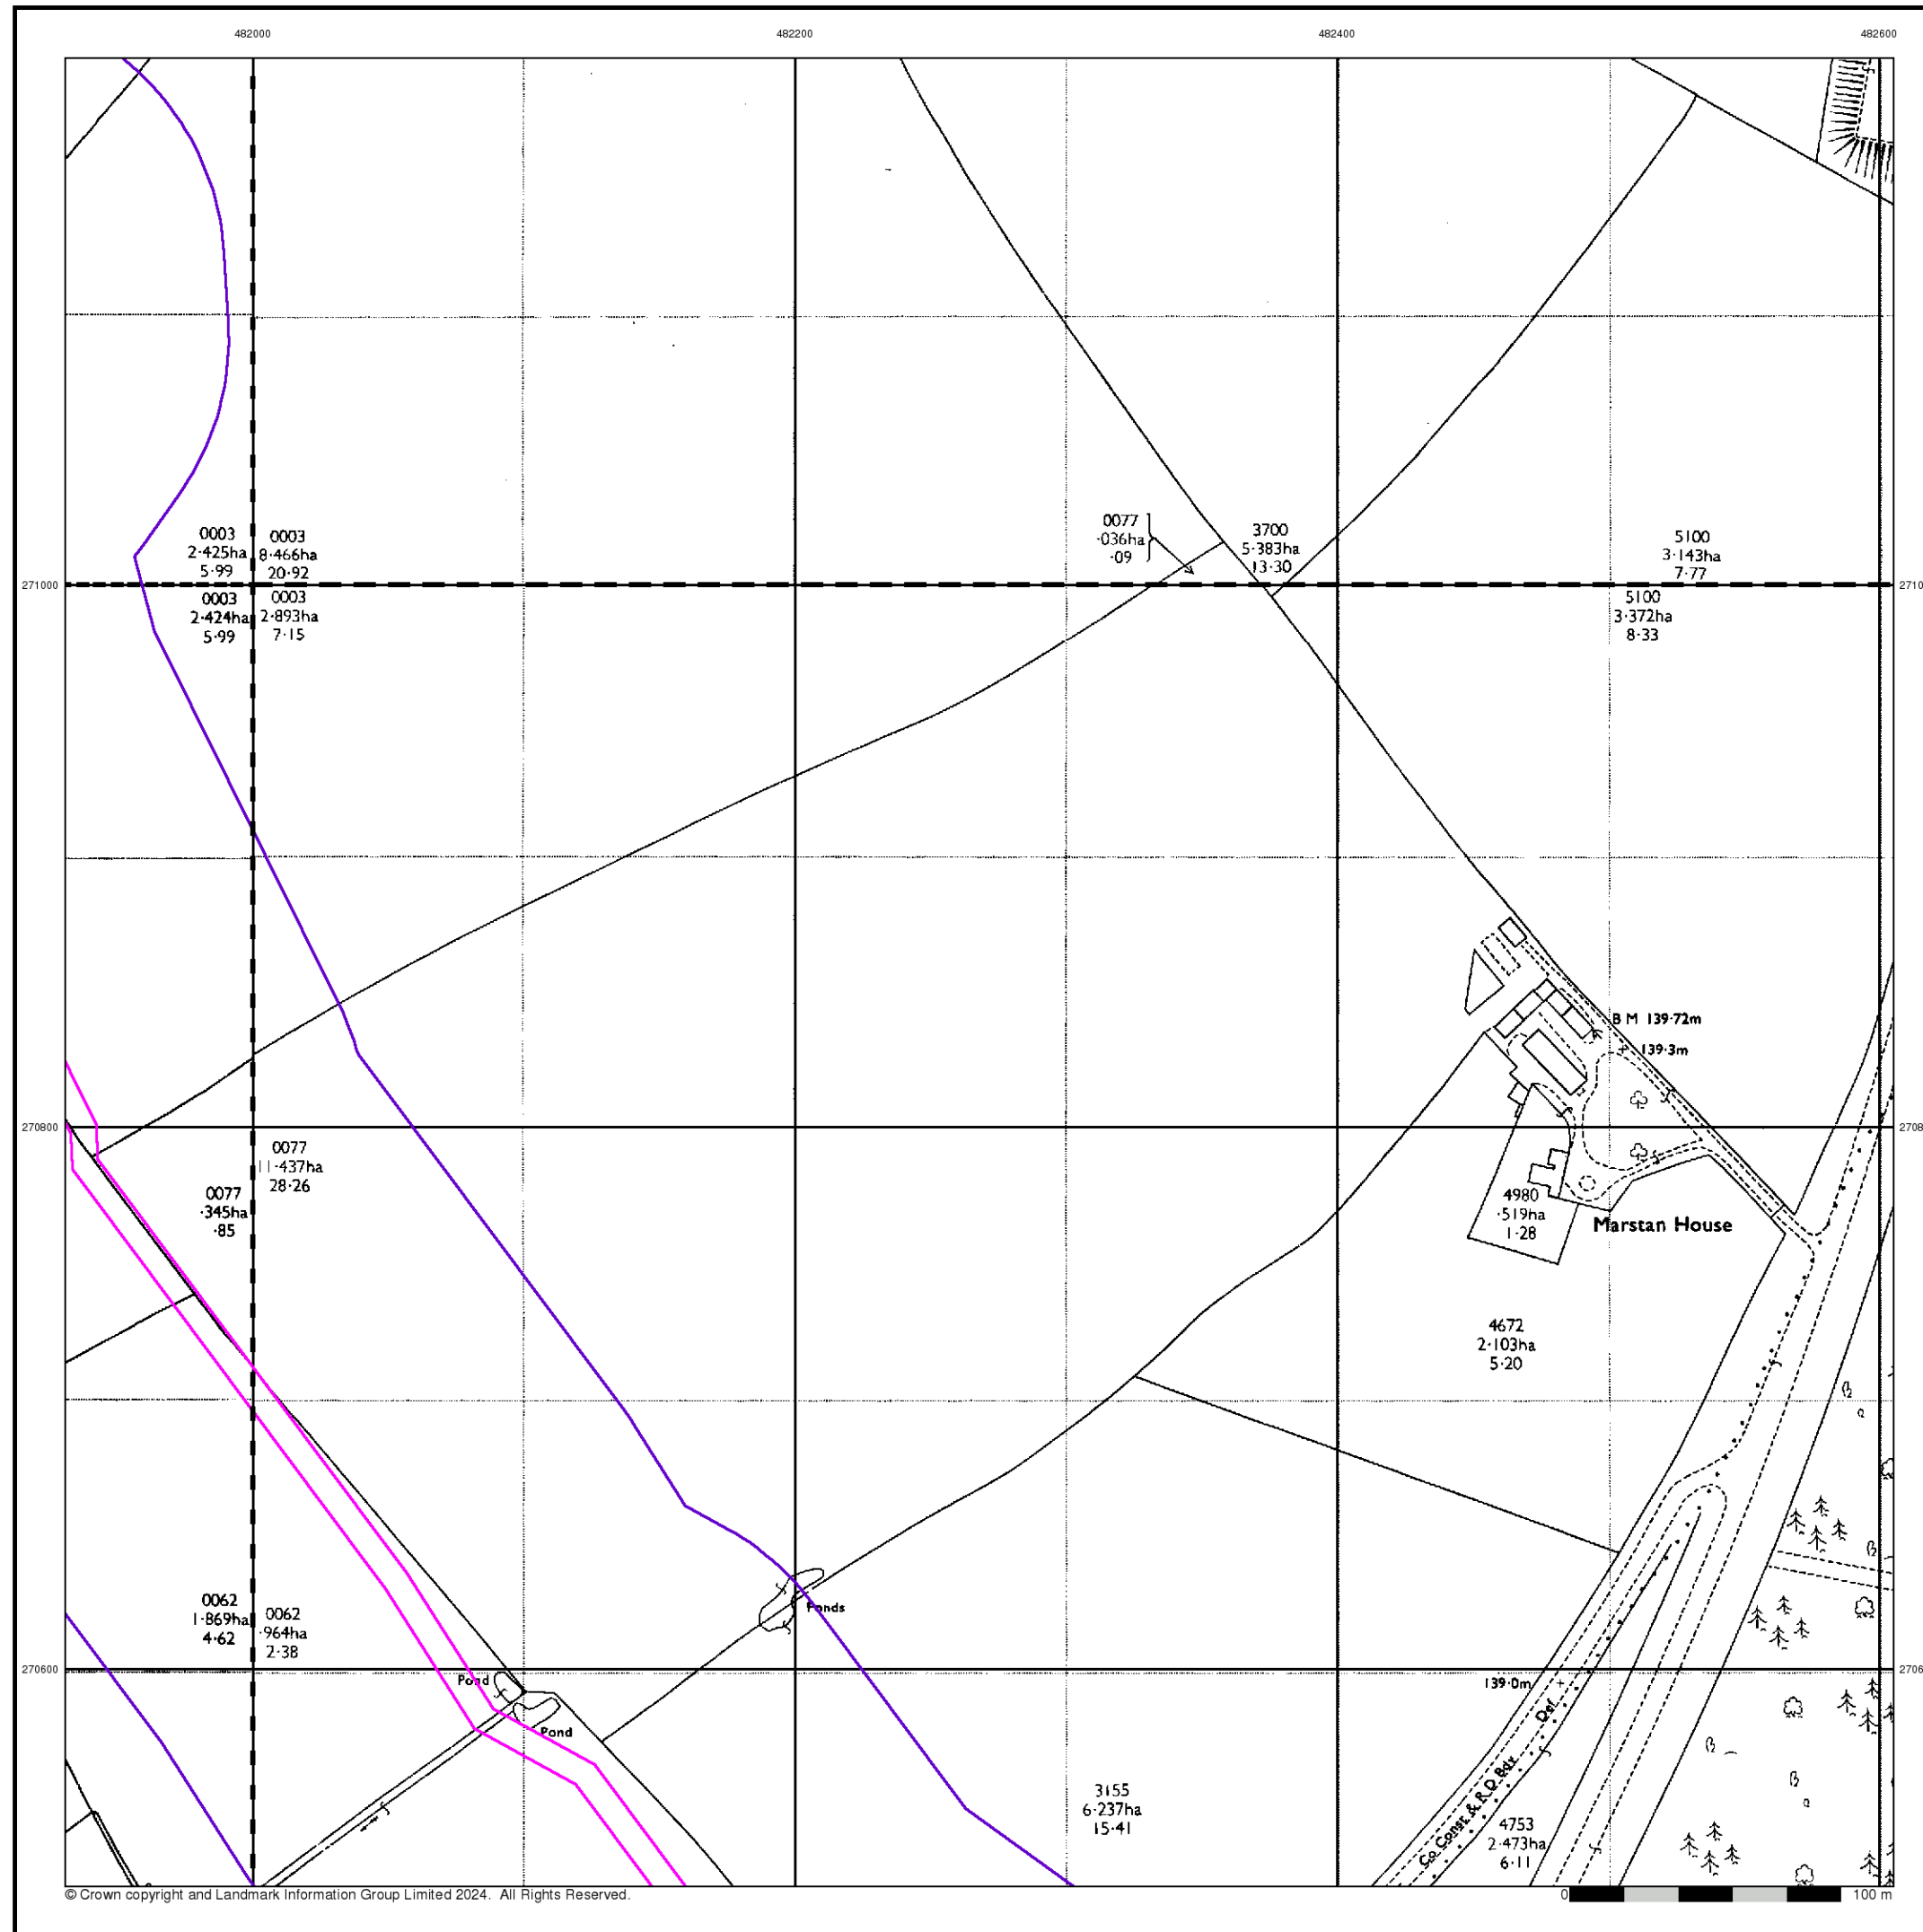 482000
482200
482400
482600
0003
2·425ha
5·99
0003
8·466ha
20·92
0077
·036ha
·09
3700
5·383ha
13·30
5100
3·143ha
7·77
271000
2710
0003
2·424ha
5·99
0003
2·893ha
7·15
5100
3·372ha
8·33
B M 139·72m
139·3m
270800
2708
0077
11·437ha
28·26
0077
·345ha
·85
4980
·519ha
1·28
Marstan House
4672
2·103ha
5·20
0062
1·869ha
4·62
0062
·964ha
2·38
Ponds
270600
2706
Pond
Pond
139·0m
Def
Co Const & R D Bdy
3155
6·237ha
15·41
4753
2·473ha
6·11
© Crown copyright and Landmark Information Group Limited 2024. All Rights Reserved.
0
100 m